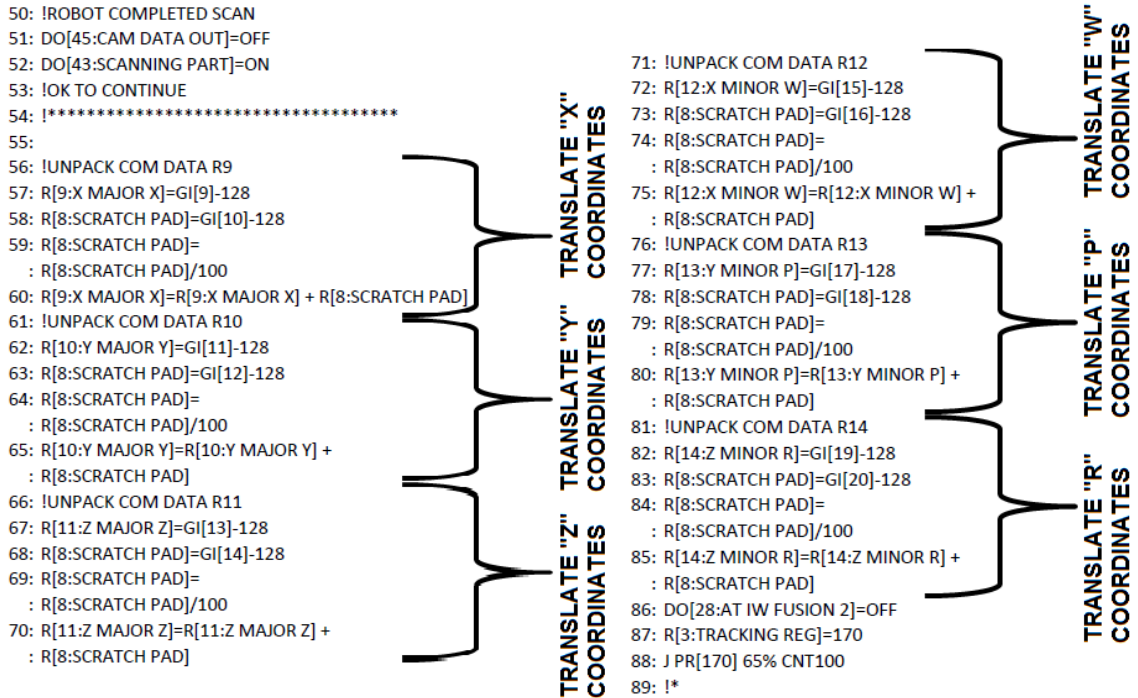 50: !ROBOT COMPLETED SCAN
51: DO[45:CAM DATA OUT]=OFF
52: DO[43:SCANNING PART]=ON
53: !OK TO CONTINUE
54: !************************************
55:
56: !UNPACK COM DATA R9
57: R[9:X MAJOR X]=GI[9]-128
58: R[8:SCRATCH PAD]=GI[10]-128
59: R[8:SCRATCH PAD]=
: R[8:SCRATCH PAD]/100
60: R[9:X MAJOR X]=R[9:X MAJOR X] + R[8:SCRATCH PAD]
TRANSLATE "X"
COORDINATES
61: !UNPACK COM DATA R10
62: R[10:Y MAJOR Y]=GI[11]-128
63: R[8:SCRATCH PAD]=GI[12]-128
64: R[8:SCRATCH PAD]=
: R[8:SCRATCH PAD]/100
65: R[10:Y MAJOR Y]=R[10:Y MAJOR Y] +
: R[8:SCRATCH PAD]
TRANSLATE "Y"
COORDINATES
66: !UNPACK COM DATA R11
67: R[11:Z MAJOR Z]=GI[13]-128
68: R[8:SCRATCH PAD]=GI[14]-128
69: R[8:SCRATCH PAD]=
: R[8:SCRATCH PAD]/100
70: R[11:Z MAJOR Z]=R[11:Z MAJOR Z] +
: R[8:SCRATCH PAD]
TRANSLATE "Z"
COORDINATES
71: !UNPACK COM DATA R12
72: R[12:X MINOR W]=GI[15]-128
73: R[8:SCRATCH PAD]=GI[16]-128
74: R[8:SCRATCH PAD]=
: R[8:SCRATCH PAD]/100
75: R[12:X MINOR W]=R[12:X MINOR W] +
: R[8:SCRATCH PAD]
TRANSLATE "W"
COORDINATES
76: !UNPACK COM DATA R13
77: R[13:Y MINOR P]=GI[17]-128
78: R[8:SCRATCH PAD]=GI[18]-128
79: R[8:SCRATCH PAD]=
: R[8:SCRATCH PAD]/100
80: R[13:Y MINOR P]=R[13:Y MINOR P] +
: R[8:SCRATCH PAD]
TRANSLATE "P"
COORDINATES
81: !UNPACK COM DATA R14
82: R[14:Z MINOR R]=GI[19]-128
83: R[8:SCRATCH PAD]=GI[20]-128
84: R[8:SCRATCH PAD]=
: R[8:SCRATCH PAD]/100
85: R[14:Z MINOR R]=R[14:Z MINOR R] +
: R[8:SCRATCH PAD]
TRANSLATE "R"
COORDINATES
86: DO[28:AT IW FUSION 2]=OFF
87: R[3:TRACKING REG]=170
88: J PR[170] 65% CNT100
89: !*